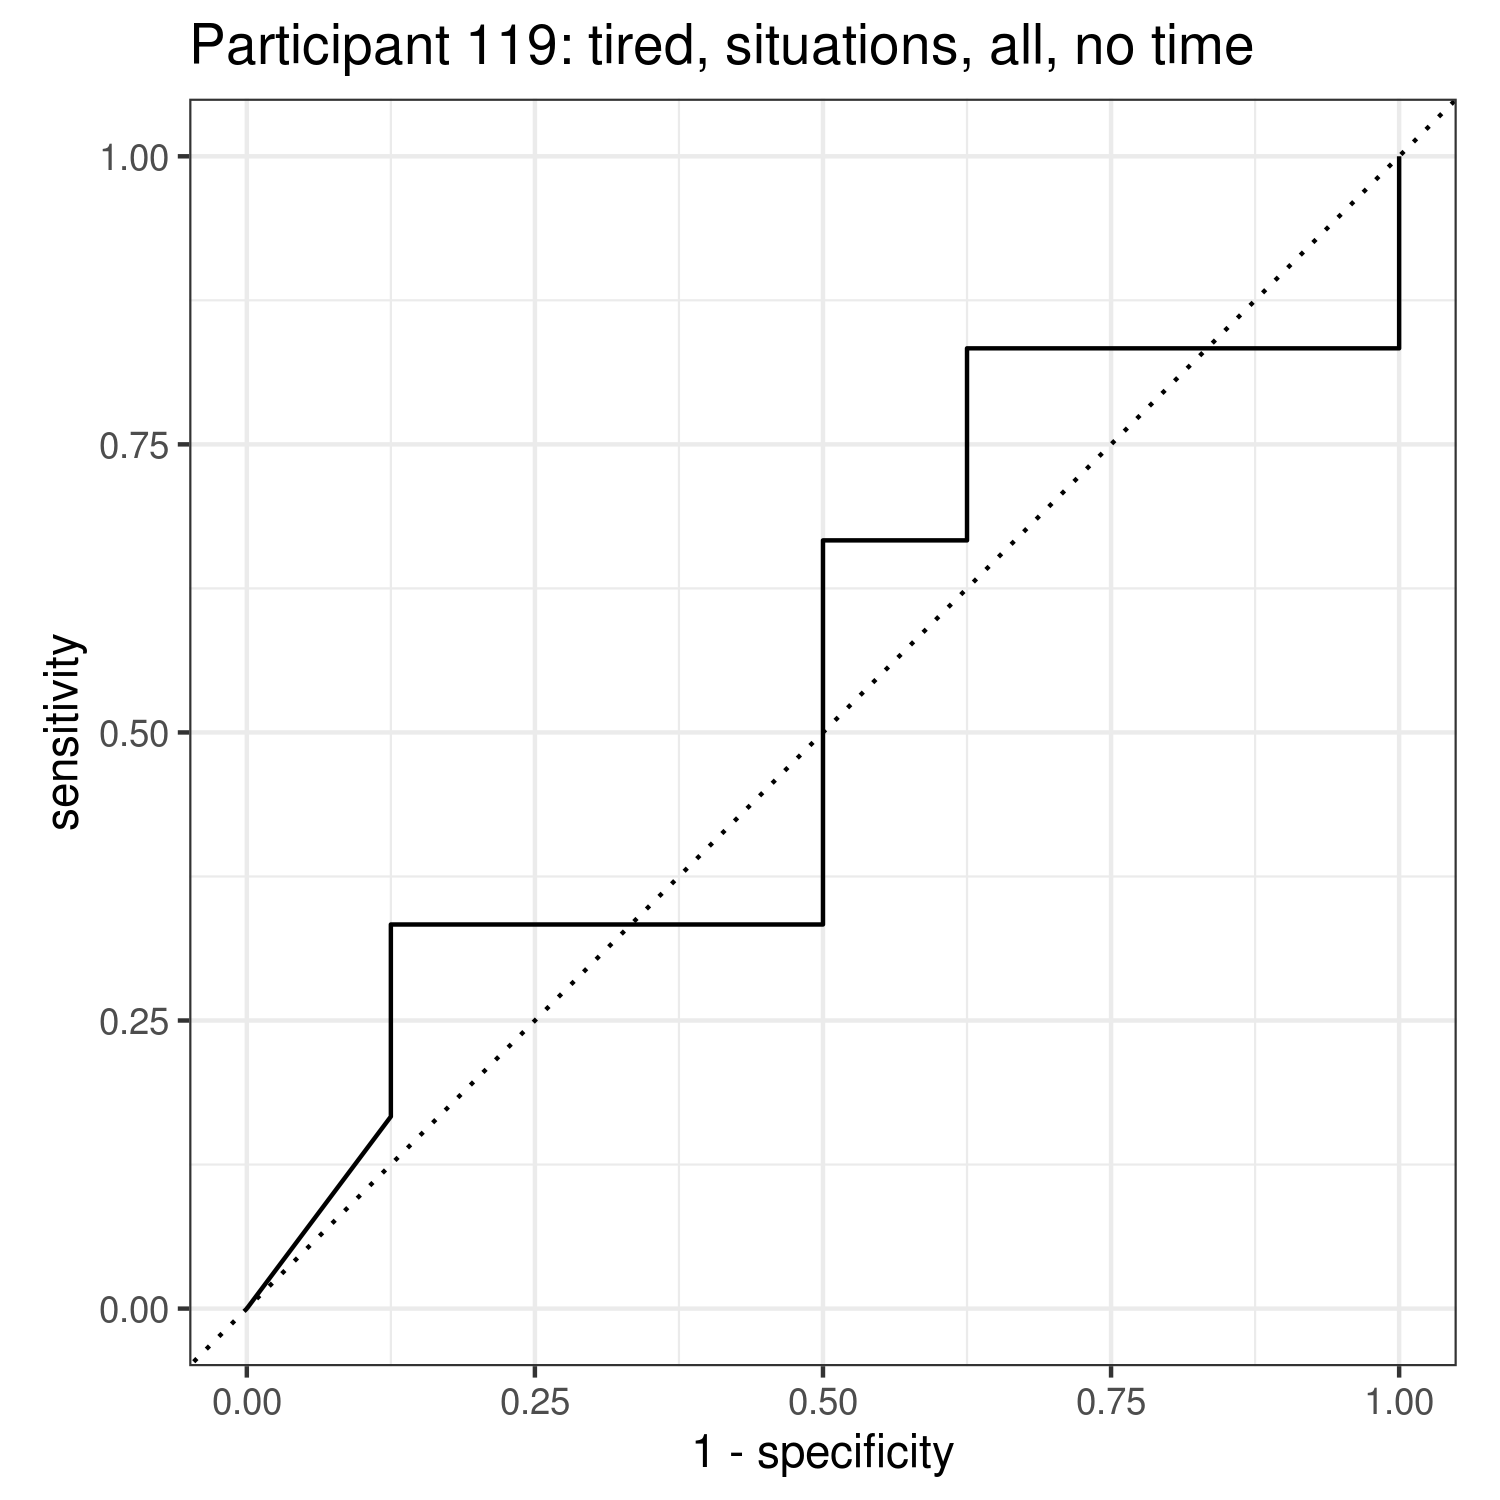 Participant 119: tired, situations, all, no time
1.00
0.75
0.50
0.25
0.00
sensitivity
0.00 0.25 0.50 0.75 1.00
1 - specificity